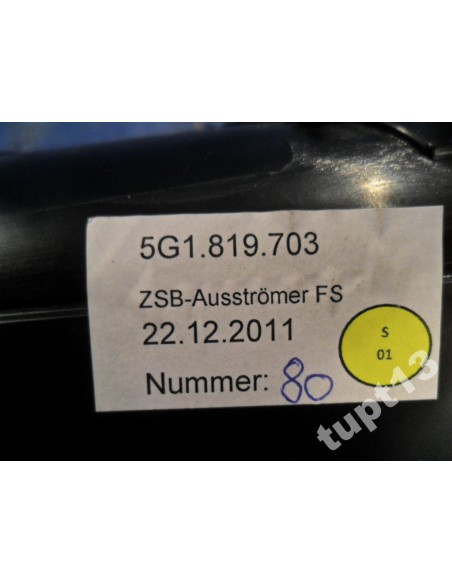 5G1.819.703
ZSB-Ausströmer FS
22.12.2011
Nummer: 80
S
01
tupt13